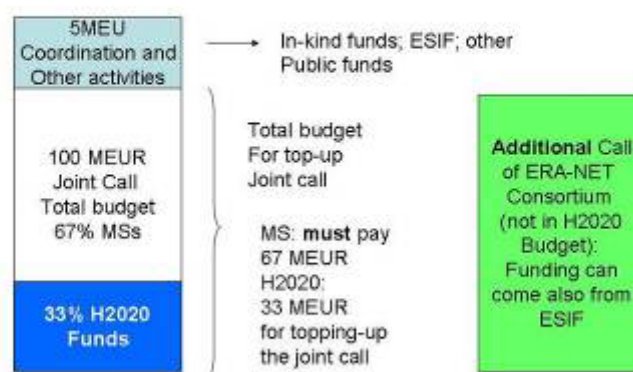 5MEU
Coordination and
Other activities
In-kind funds; ESIF; other
Public funds
100 MEUR
Joint Call
Total budget
67% MSs
33% H2020
Funds
Total budget
For top-up
Joint call
MS: must pay
67 MEUR
H2020:
33 MEUR
for topping-up
the joint call
Additional Call
of ERA-NET
Consortium
(not in H2020
Budget):
Funding can
come also from
ESIF